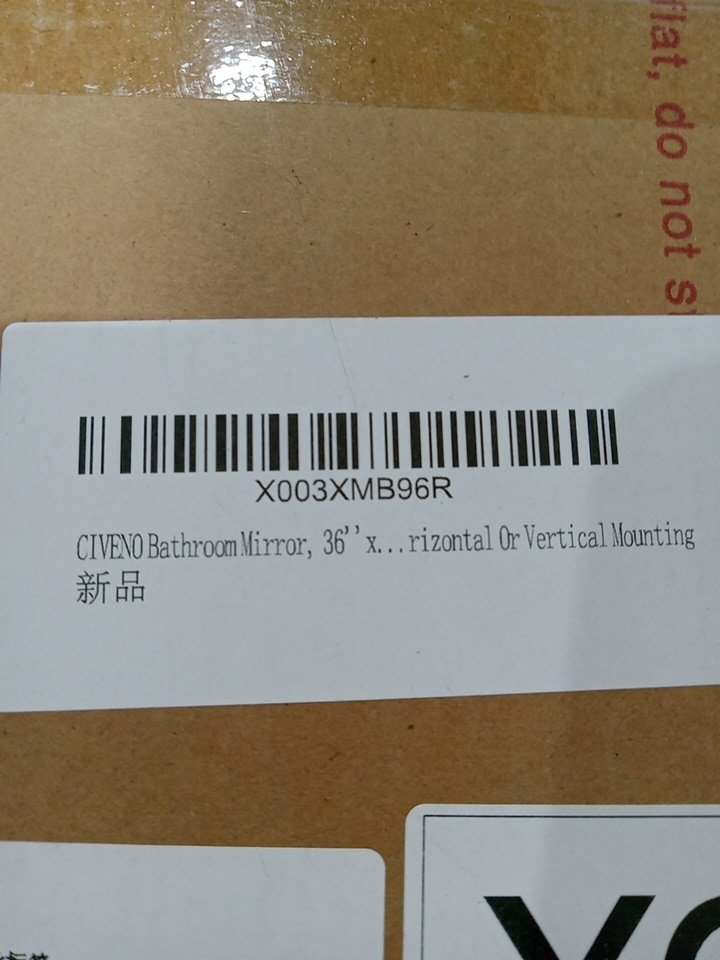 flat, do not
X003XMB96R
CIVENO Bathroom Mirror, 36''x...rizontal Or Vertical Mounting
新品